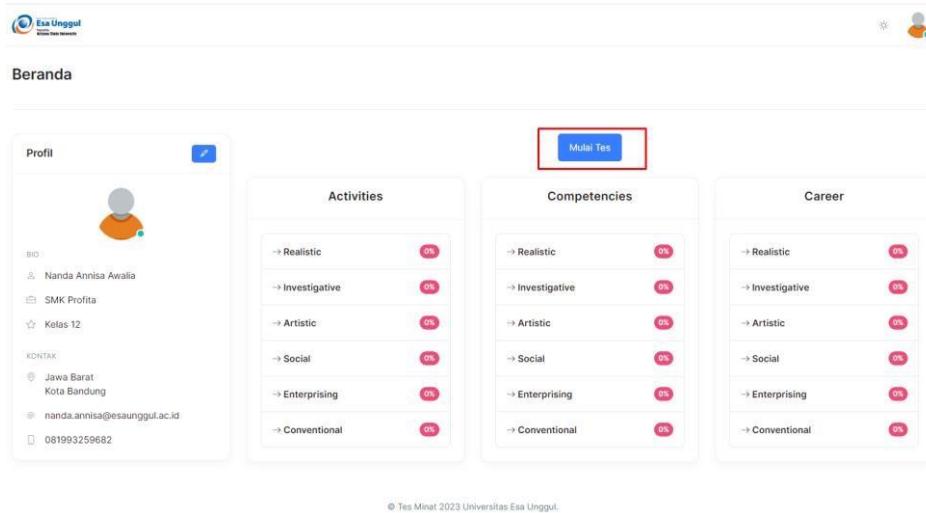 Esa Unggul
Arizona State University
Beranda
Profil
Mulai Tes
BIO
Nanda Annisa Awalia
SMK Profita
Kelas 12
KONTAK
Jawa Barat
Kota Bandung
nanda.annisa@esaunggul.ac.id
081993259682
Activities
→ Realistic 0%
→ Investigative 0%
→ Artistic 0%
→ Social 0%
→ Enterprising 0%
→ Conventional 0%
Competencies
→ Realistic 0%
→ Investigative 0%
→ Artistic 0%
→ Social 0%
→ Enterprising 0%
→ Conventional 0%
Career
→ Realistic 0%
→ Investigative 0%
→ Artistic 0%
→ Social 0%
→ Enterprising 0%
→ Conventional 0%
© Tes Minat 2023 Universitas Esa Unggul.